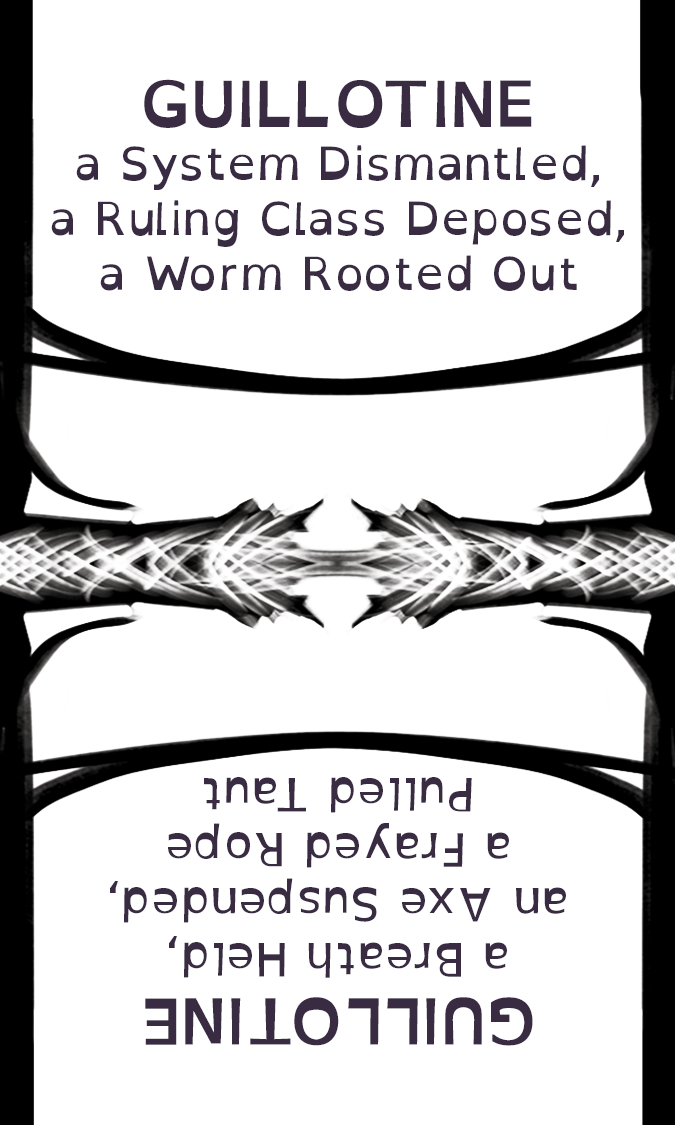 GUILLOTINE
a System Dismantled,
a Ruling Class Deposed,
a Worm Rooted Out
GUILLOTINE
a Breath Held,
an Axe Suspended,
a Frayed Rope
Pulled Taut